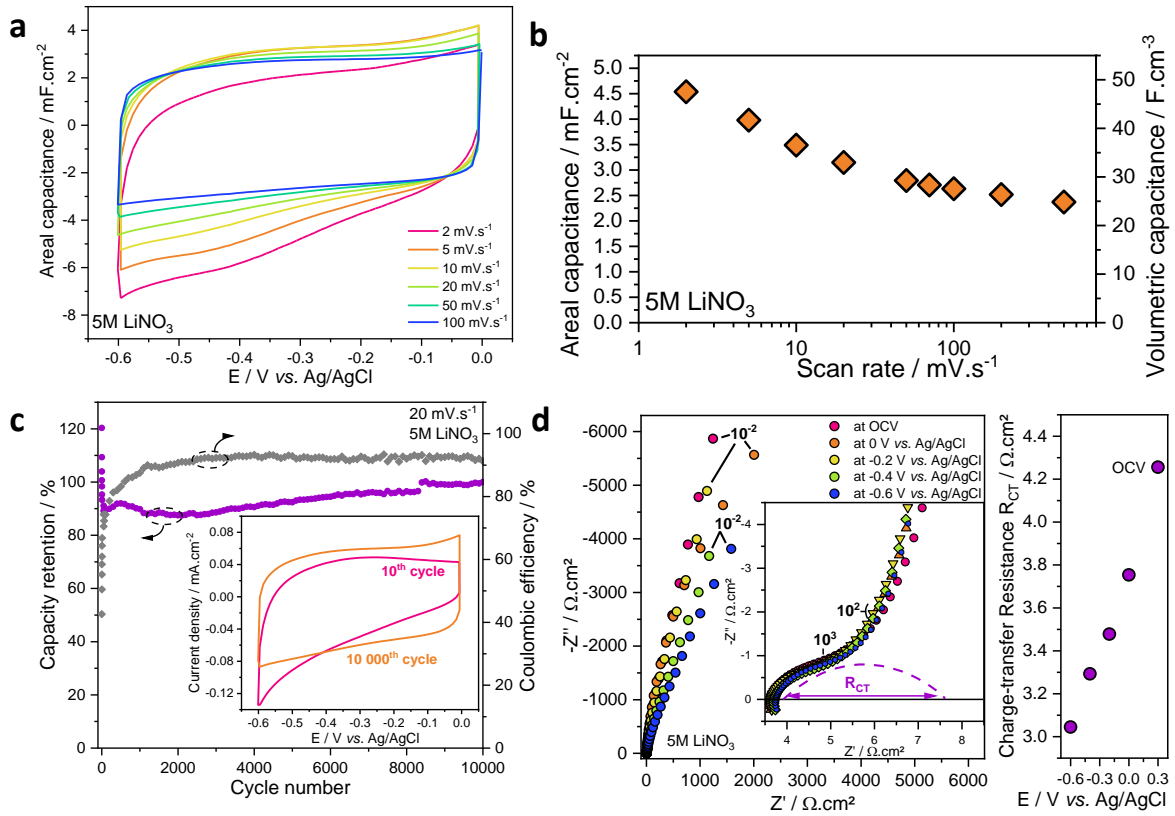 a
Areal capacitance / mF.cm-2
4
2
0
-2
-4
-6
-8
2 mV.s-1
5 mV.s-1
10 mV.s-1
20 mV.s-1
50 mV.s-1
100 mV.s-1
5M LiNO3
-0.6
-0.5
-0.4
-0.3
-0.2
-0.1
0.0
E / V vs. Ag/AgCl
b
Areal capacitance / mF.cm-2
5.0
4.5
4.0
3.5
3.0
2.5
2.0
1.5
1.0
0.5
0.0
5M LiNO3
50
40
30
20
10
0
Volumetric capacitance / F.cm-3
1
10
100
Scan rate / mV.s-1
c
Capacity retention / %
120
100
80
60
40
20
0
20 mV.s-1
5M LiNO3
100
80
60
40
20
0
Coulombic efficiency / %
Current density / mA.cm-2
0.04
0.00
-0.04
-0.08
-0.12
10th cycle
10 000th cycle
-0.6
-0.5
-0.4
-0.3
-0.2
-0.1
0.0
E / V vs. Ag/AgCl
0
2000
4000
6000
8000
10000
Cycle number
d
-Z'' / Ω.cm²
-6000
-5000
-4000
-3000
-2000
-1000
0
10-2
10-2
at OCV
at 0 V vs. Ag/AgCl
at -0.2 V vs. Ag/AgCl
at -0.4 V vs. Ag/AgCl
at -0.6 V vs. Ag/AgCl
-Z'' / Ω.cm²
-4
-3
-2
-1
0
102
103
RCT
4
5
6
7
8
Z' / Ω.cm²
5M LiNO3
0
1000
2000
3000
4000
5000
6000
Z' / Ω.cm²
Charge-transfer Resistance RCT / Ω.cm²
4.4
4.2
4.0
3.8
3.6
3.4
3.2
3.0
OCV
-0.6
-0.3
0.0
0.3
E / V vs. Ag/AgCl